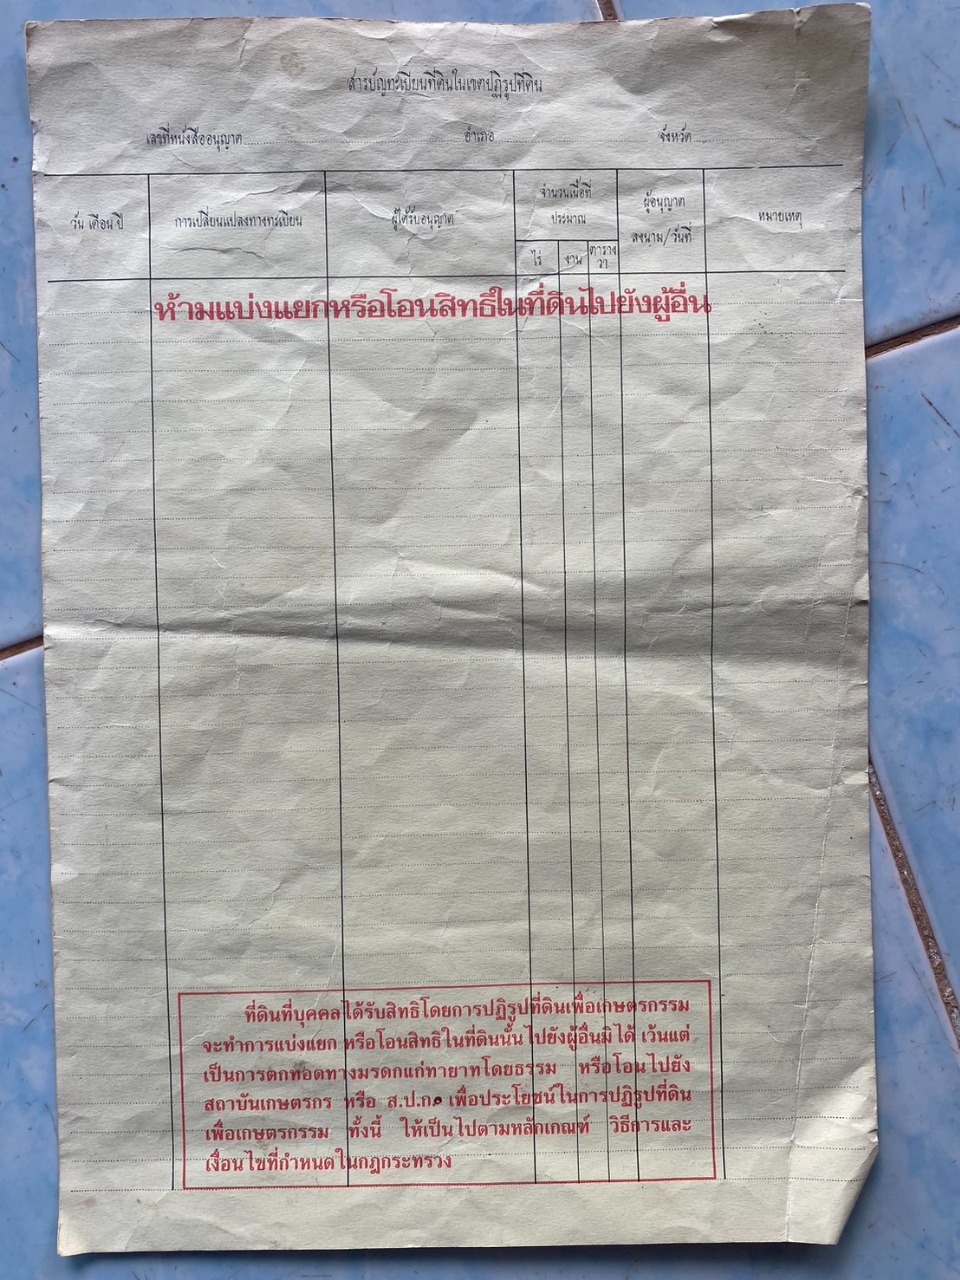 สารบัญทะเบียนที่ดินในเขตปฏิรูปที่ดิน
เลขที่หนังสืออนุญาต........................................อำเภอ........................................จังหวัด........................................
วัน เดือน ปี
การเปลี่ยนแปลงทางทะเบียน
ผู้ได้รับอนุญาต
จำนวนเนื้อที่
ประมาณ
ไร่ งาน ตาราง
วา
ผู้อนุญาต
ลงนาม/วันที่
หมายเหตุ
ห้ามแบ่งแยกหรือโอนสิทธิในที่ดินไปยังผู้อื่น
ที่ดินที่บุคคลได้รับสิทธิโดยการปฏิรูปที่ดินเพื่อเกษตรกรรม
จะทำการแบ่งแยก หรือโอนสิทธิในที่ดินนั้นไปยังผู้อื่นมิได้ เว้นแต่
เป็นการตกทอดทางมรดกแก่ทายาทโดยธรรม หรือโอนไปยัง
สถาบันเกษตรกร หรือ ส.ป.ก. เพื่อประโยชน์ในการปฏิรูปที่ดิน
เพื่อเกษตรกรรม ทั้งนี้ ให้เป็นไปตามหลักเกณฑ์ วิธีการและ
เงื่อนไขที่กำหนดในกฎกระทรวง